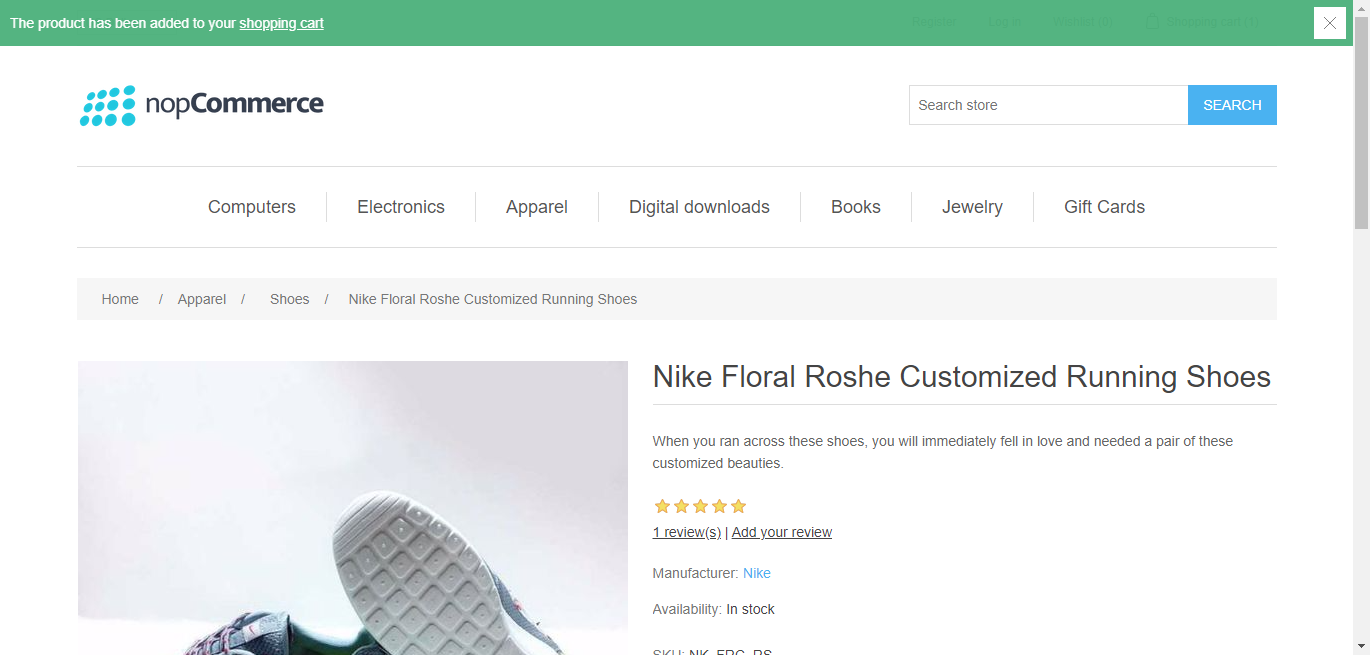 The product has been added to your shopping cart
Register Log in Wishlist (0) Shopping cart (1)
nopCommerce
Search store
SEARCH
Computers
Electronics
Apparel
Digital downloads
Books
Jewelry
Gift Cards
Home / Apparel / Shoes / Nike Floral Roshe Customized Running Shoes
Nike Floral Roshe Customized Running Shoes
When you ran across these shoes, you will immediately fell in love and needed a pair of these
customized beauties.
1 review(s) | Add your review
Manufacturer: Nike
Availability: In stock
SKU: NK_FRC_RS